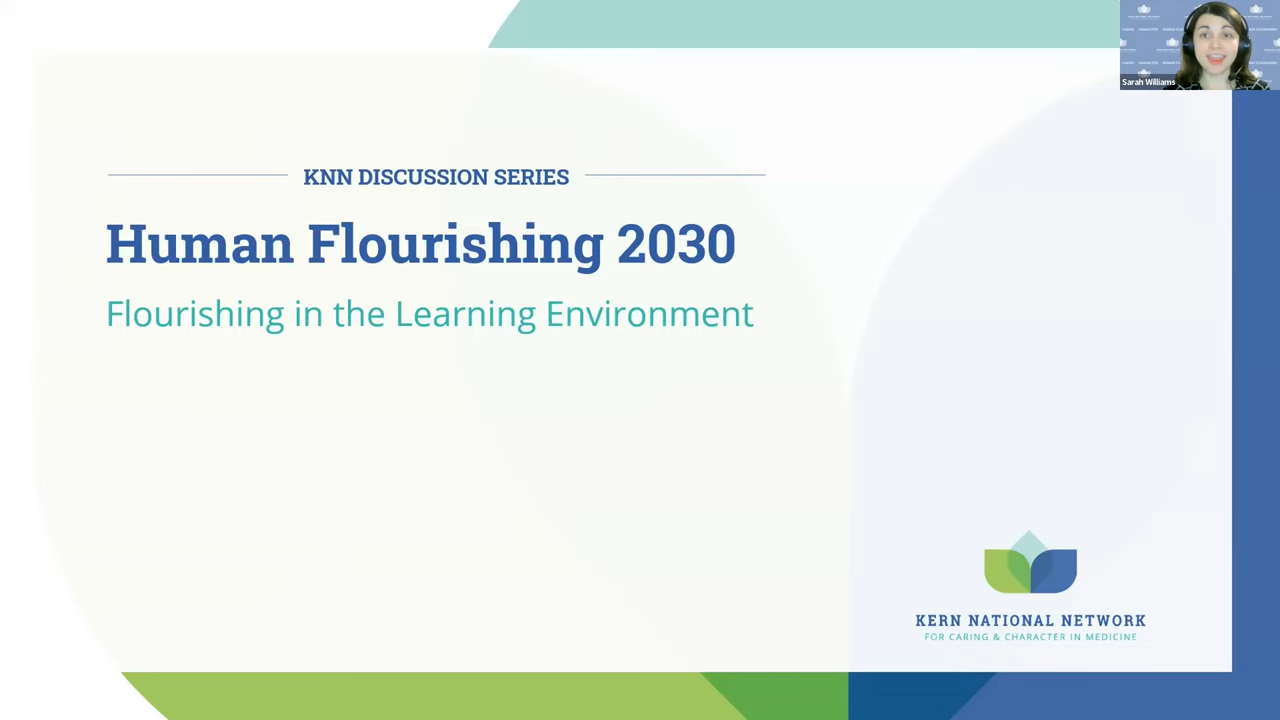 Sarah Williams
KNN DISCUSSION SERIES
Human Flourishing 2030
Flourishing in the Learning Environment
KERN NATIONAL NETWORK
FOR CARING & CHARACTER IN MEDICINE